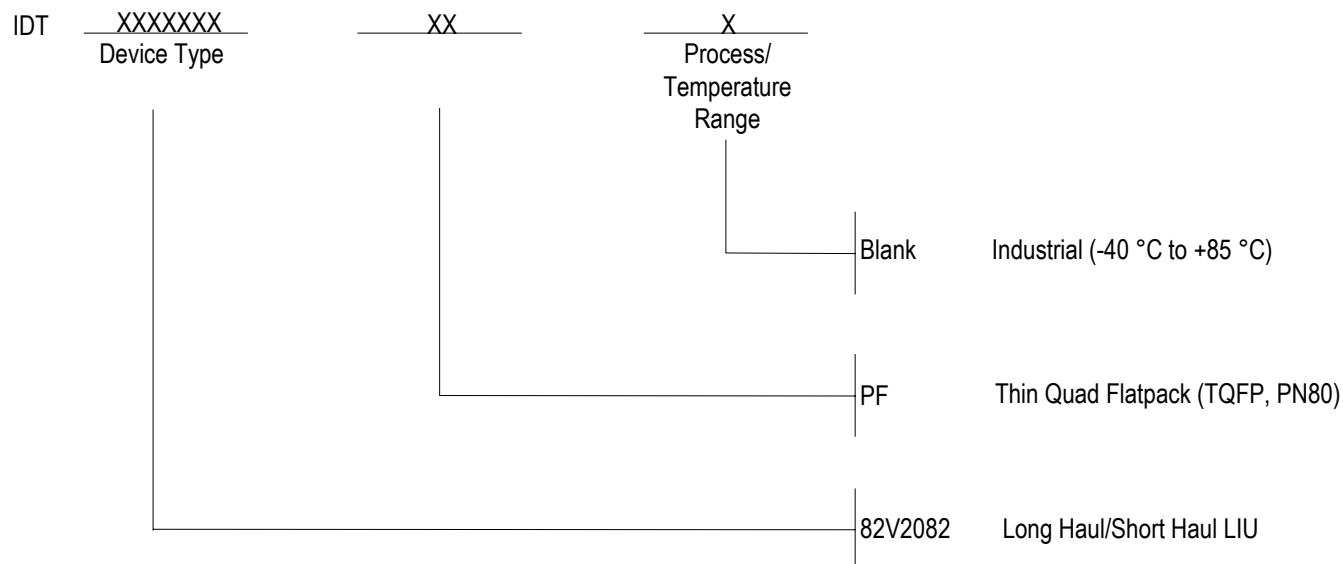 IDT XXXXXXX XX X
Device Type
Process/
Temperature
Range
Blank Industrial (-40 °C to +85 °C)
PF Thin Quad Flatpack (TQFP, PN80)
82V2082 Long Haul/Short Haul LIU